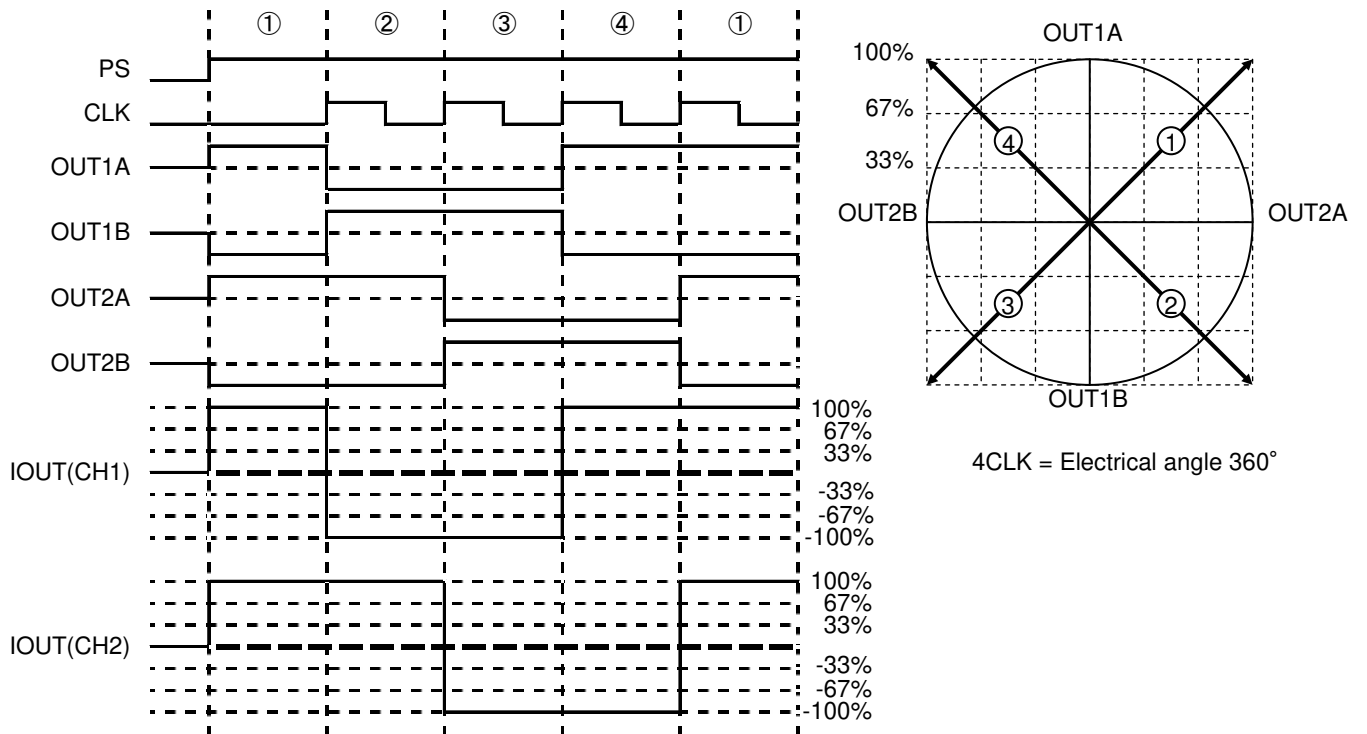 ① ② ③ ④ ①
PS
CLK
OUT1A
OUT1B
OUT2A
OUT2B
IOUT(CH1)
100%
67%
33%
-33%
-67%
-100%
IOUT(CH2)
100%
67%
33%
-33%
-67%
-100%
OUT1A
100%
67%
33%
④ ①
OUT2B OUT2A
③ ②
OUT1B
4CLK = Electrical angle 360°